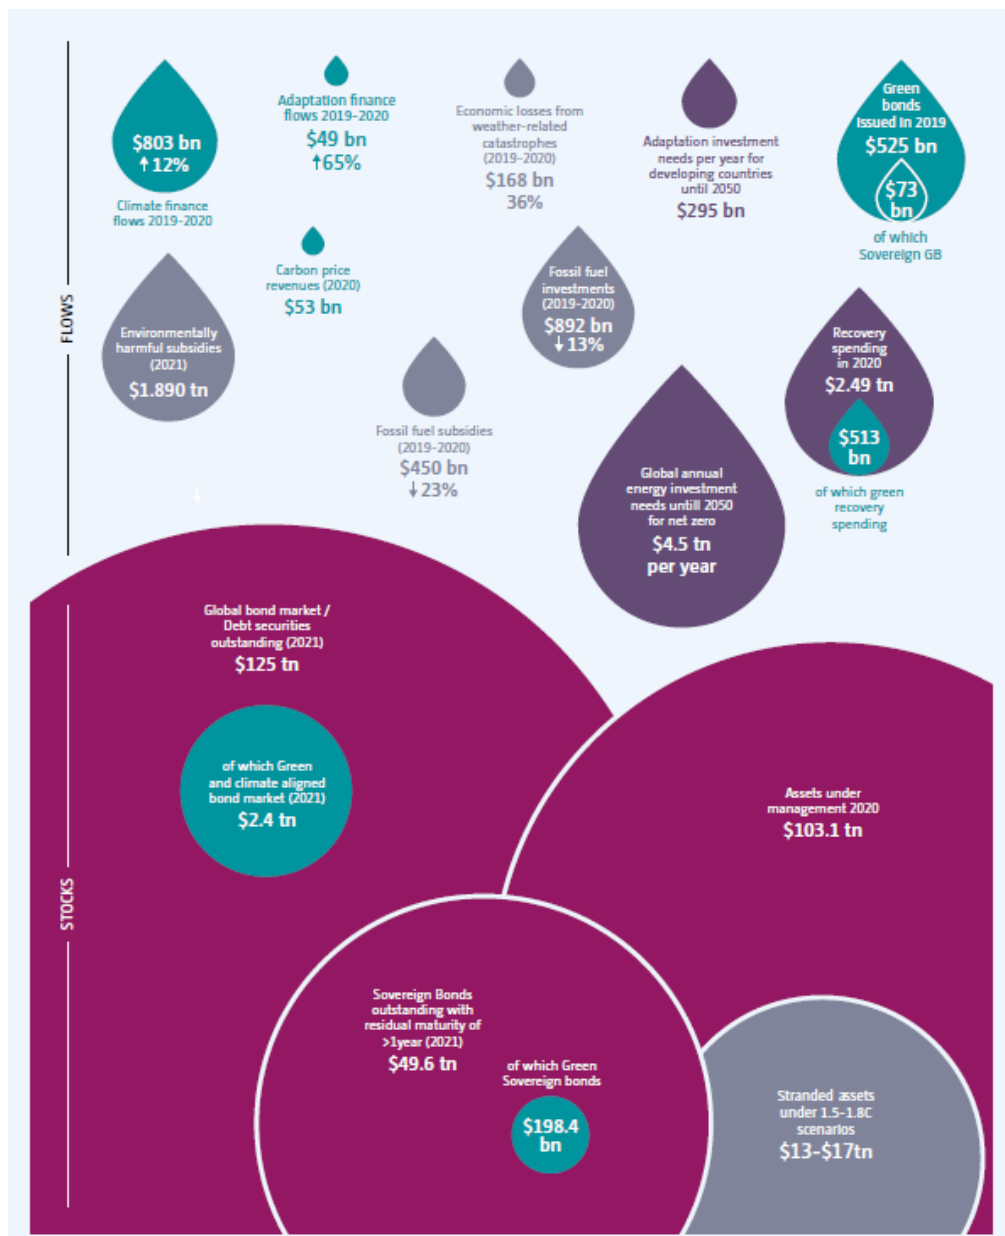 FLOWS
$803 bn
↑12%
Climate finance
flows 2019-2020
Adaptation finance
flows 2019-2020
$49 bn
↑65%
Economic losses from
weather-related
catastrophes
(2019-2020)
$168 bn
36%
Adaptation investment
needs per year for
developing countries
until 2050
$295 bn
Green
bonds
issued in 2019
$525 bn
$73
bn
of which
Sovereign GB
Environmentally
harmful subsidies
(2021)
$1.890 tn
Carbon price
revenues (2020)
$53 bn
Fossil fuel
investments
(2019-2020)
$892 bn
↓13%
Fossil fuel subsidies
(2019-2020)
$450 bn
↓23%
Recovery
spending
in 2020
$2.49 tn
$513
bn
of which green
recovery
spending
Global annual
energy investment
needs untill 2050
for net zero
$4.5 tn
per year
↓
STOCKS
Global bond market /
Debt securities
outstanding (2021)
$125 tn
of which Green
and climate aligned
bond market (2021)
$2.4 tn
Assets under
management 2020
$103.1 tn
Sovereign Bonds
outstanding with
residual maturity of
>1year (2021)
$49.6 tn
of which Green
Sovereign bonds
$198.4
bn
Stranded assets
under 1.5-1.8C
scenarios
$13-$17tn